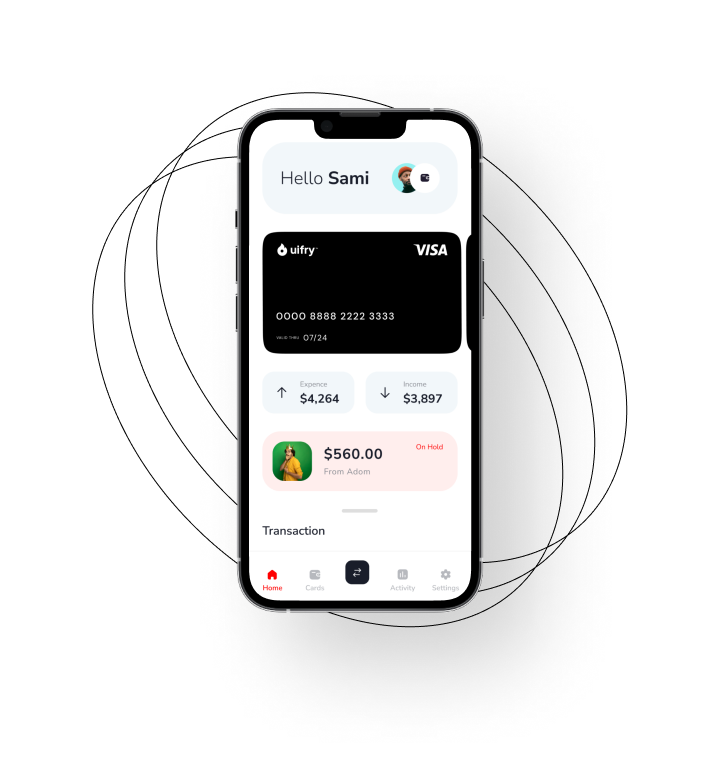 Hello Sami
uifry™
VISA
0000 8888 2222 3333
VALID THRU 07/24
Expence
$4,264
Income
$3,897
$560.00
On Hold
From Adom
Transaction
Home
Cards
Activity
Settings